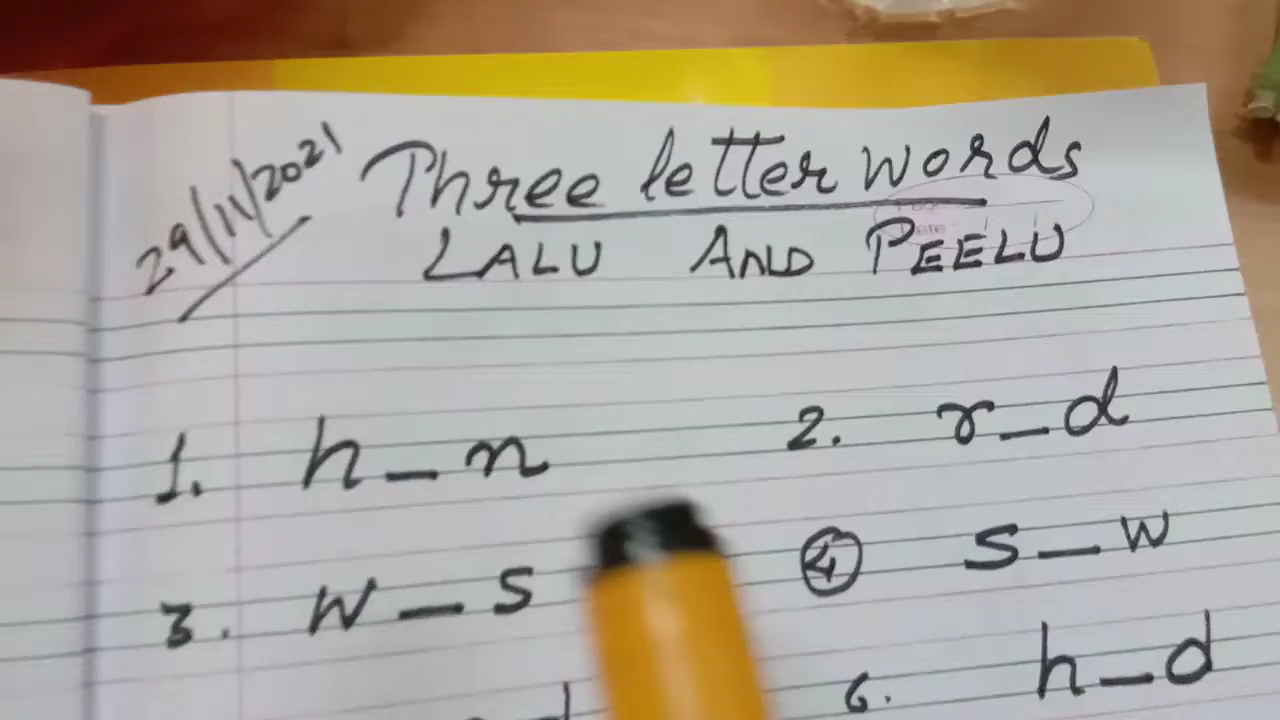 29/11/2021
Three letter words
LALU AND PEELU
1. h_n 2. r_d
3. w_s 4 s_w
6. h_d